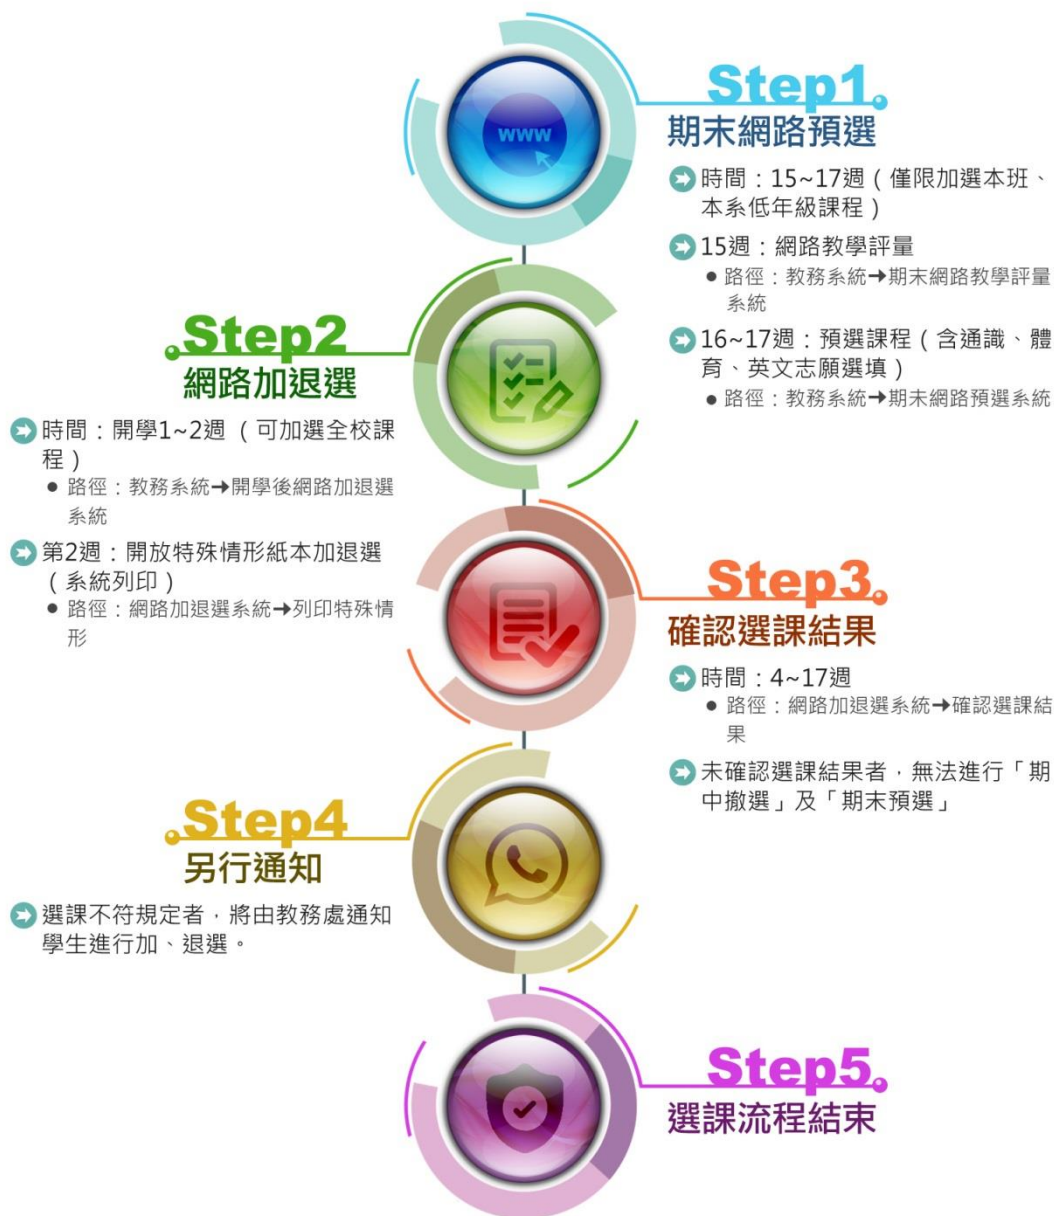 www
Step1
期末網路預選
時間：15~17週（僅限加選本班、
本系低年級課程）
15週：網路教學評量
路徑：教務系統➜期末網路教學評量
系統
16~17週：預選課程（含通識、體
育、英文志願選填）
路徑：教務系統➜期末網路預選系統
Step2
網路加退選
時間：開學1~2週（可加選全校課
程）
路徑：教務系統➜開學後網路加退選
系統
第2週：開放特殊情形紙本加退選
（系統列印）
路徑：網路加退選系統➜列印特殊情
形
Step3
確認選課結果
時間：4~17週
路徑：網路加退選系統➜確認選課結
果
未確認選課結果者，無法進行「期
中撤選」及「期末預選」
Step4
另行通知
選課不符規定者，將由教務處通知
學生進行加、退選。
Step5
選課流程結束